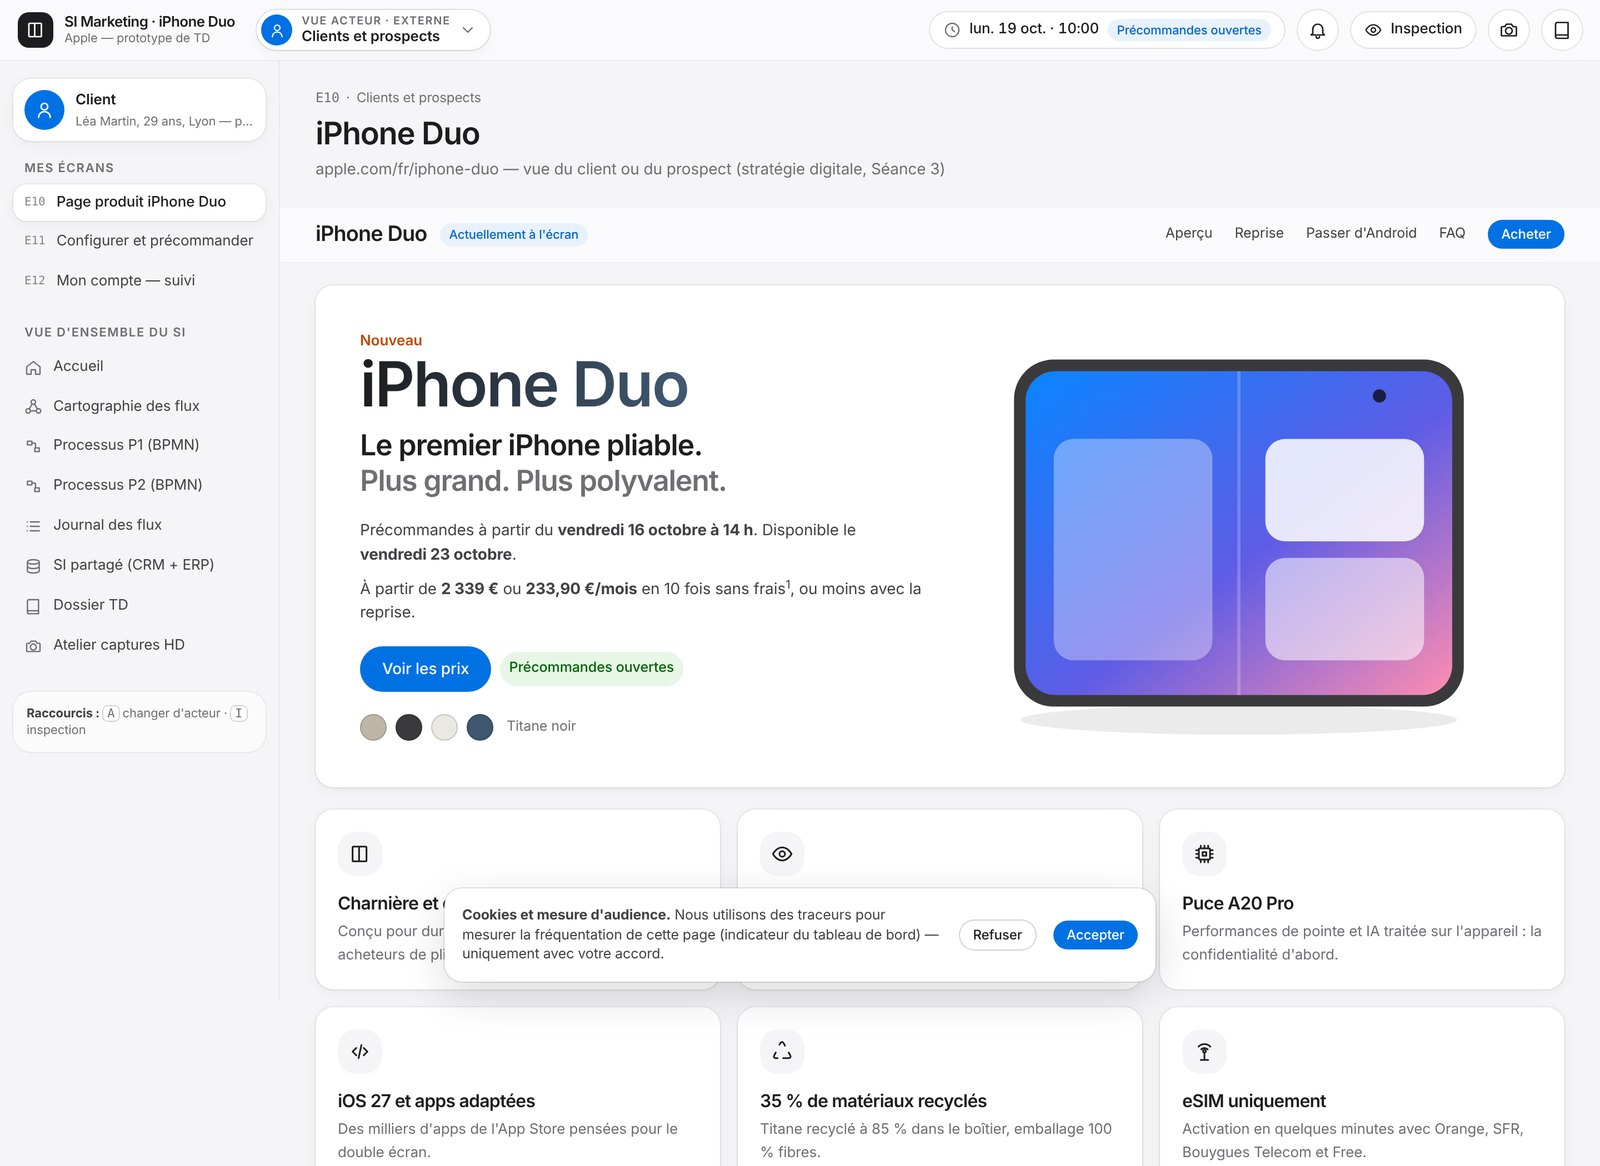 SI Marketing · iPhone Duo
Apple — prototype de TD
VUE ACTEUR · EXTERNE
Clients et prospects
lun. 19 oct. · 10:00
Précommandes ouvertes
Inspection
Client
Léa Martin, 29 ans, Lyon — p...
MES ÉCRANS
E10 Page produit iPhone Duo
E11 Configurer et précommander
E12 Mon compte — suivi
VUE D'ENSEMBLE DU SI
Accueil
Cartographie des flux
Processus P1 (BPMN)
Processus P2 (BPMN)
Journal des flux
SI partagé (CRM + ERP)
Dossier TD
Atelier captures HD
Raccourcis : A changer d'acteur · I
inspection
E10 · Clients et prospects
iPhone Duo
apple.com/fr/iphone-duo — vue du client ou du prospect (stratégie digitale, Séance 3)
iPhone Duo
Actuellement à l'écran
Aperçu
Reprise
Passer d'Android
FAQ
Acheter
Nouveau
iPhone Duo
Le premier iPhone pliable.
Plus grand. Plus polyvalent.
Précommandes à partir du vendredi 16 octobre à 14 h. Disponible le
vendredi 23 octobre.
À partir de 2 339 € ou 233,90 €/mois en 10 fois sans frais¹, ou moins avec la
reprise.
Voir les prix
Précommandes ouvertes
Titane noir
Charnière et
Conçu pour dur
acheteurs de pli
Cookies et mesure d'audience. Nous utilisons des traceurs pour
mesurer la fréquentation de cette page (indicateur du tableau de bord) —
uniquement avec votre accord.
Refuser
Accepter
Puce A20 Pro
Performances de pointe et IA traitée sur l'appareil : la
confidentialité d'abord.
iOS 27 et apps adaptées
Des milliers d'apps de l'App Store pensées pour le
double écran.
35 % de matériaux recyclés
Titane recyclé à 85 % dans le boîtier, emballage 100
% fibres.
eSIM uniquement
Activation en quelques minutes avec Orange, SFR,
Bouygues Telecom et Free.